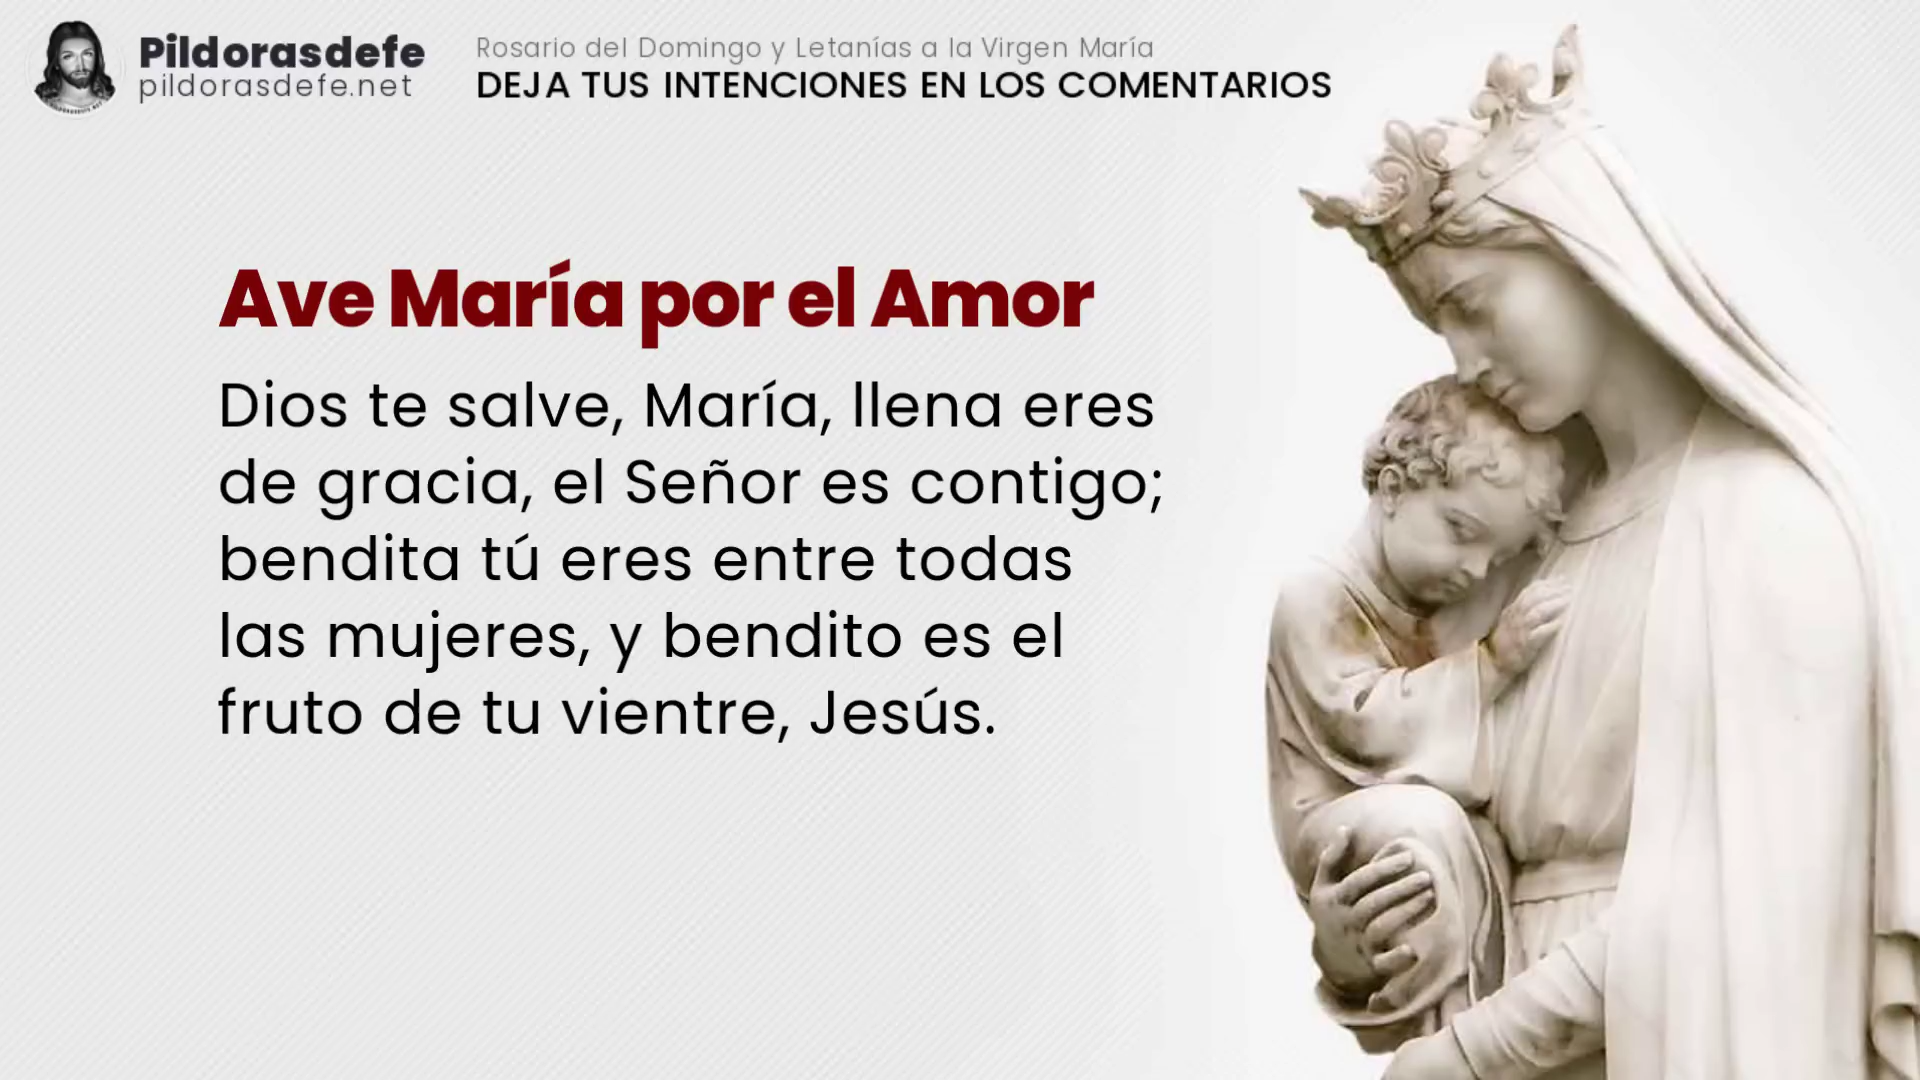 Pildorasdefe
pildorasdefe.net
Rosario del Domingo y Letanías a la Virgen María
DEJA TUS INTENCIONES EN LOS COMENTARIOS
Ave María por el Amor
Dios te salve, María, llena eres
de gracia, el Señor es contigo;
bendita tú eres entre todas
las mujeres, y bendito es el
fruto de tu vientre, Jesús.